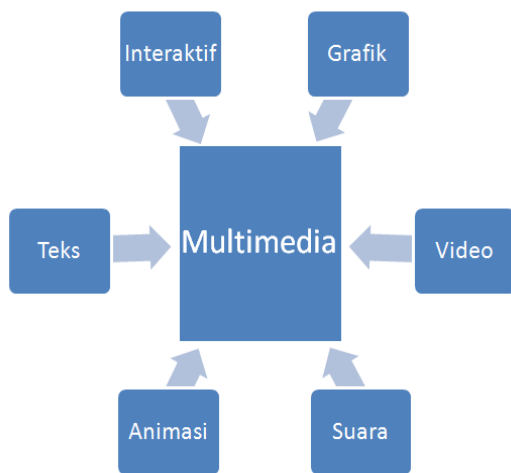 Interaktif
Grafik
Teks
Multimedia
Video
Animasi
Suara